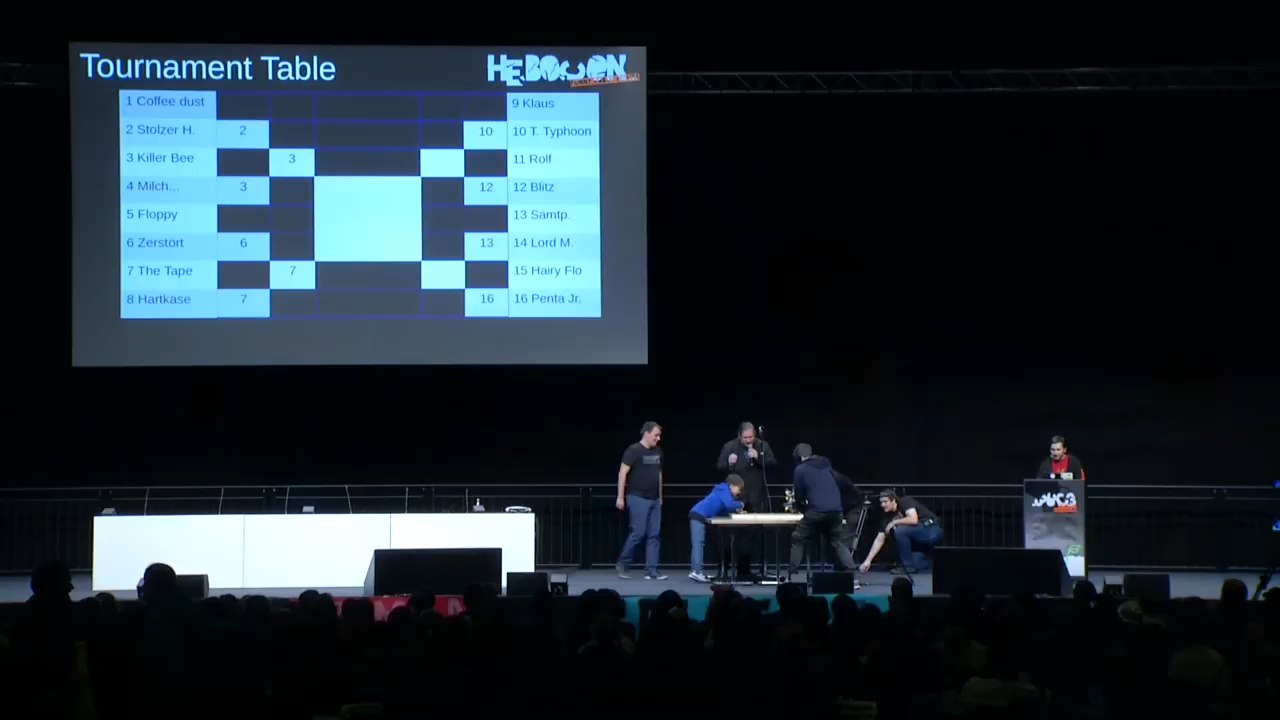 Tournament Table
HEBOCON
1 Coffee dust 9 Klaus
2 Stolzer H. 2 10 10 T. Typhoon
3 Killer Bee 3 11 Rolf
4 Milch... 3 12 12 Blitz
5 Floppy 13 Samtp.
6 Zerstört 6 13 14 Lord M.
7 The Tape 7 15 Hairy Flo
8 Hartkase 7 16 16 Penta Jr.